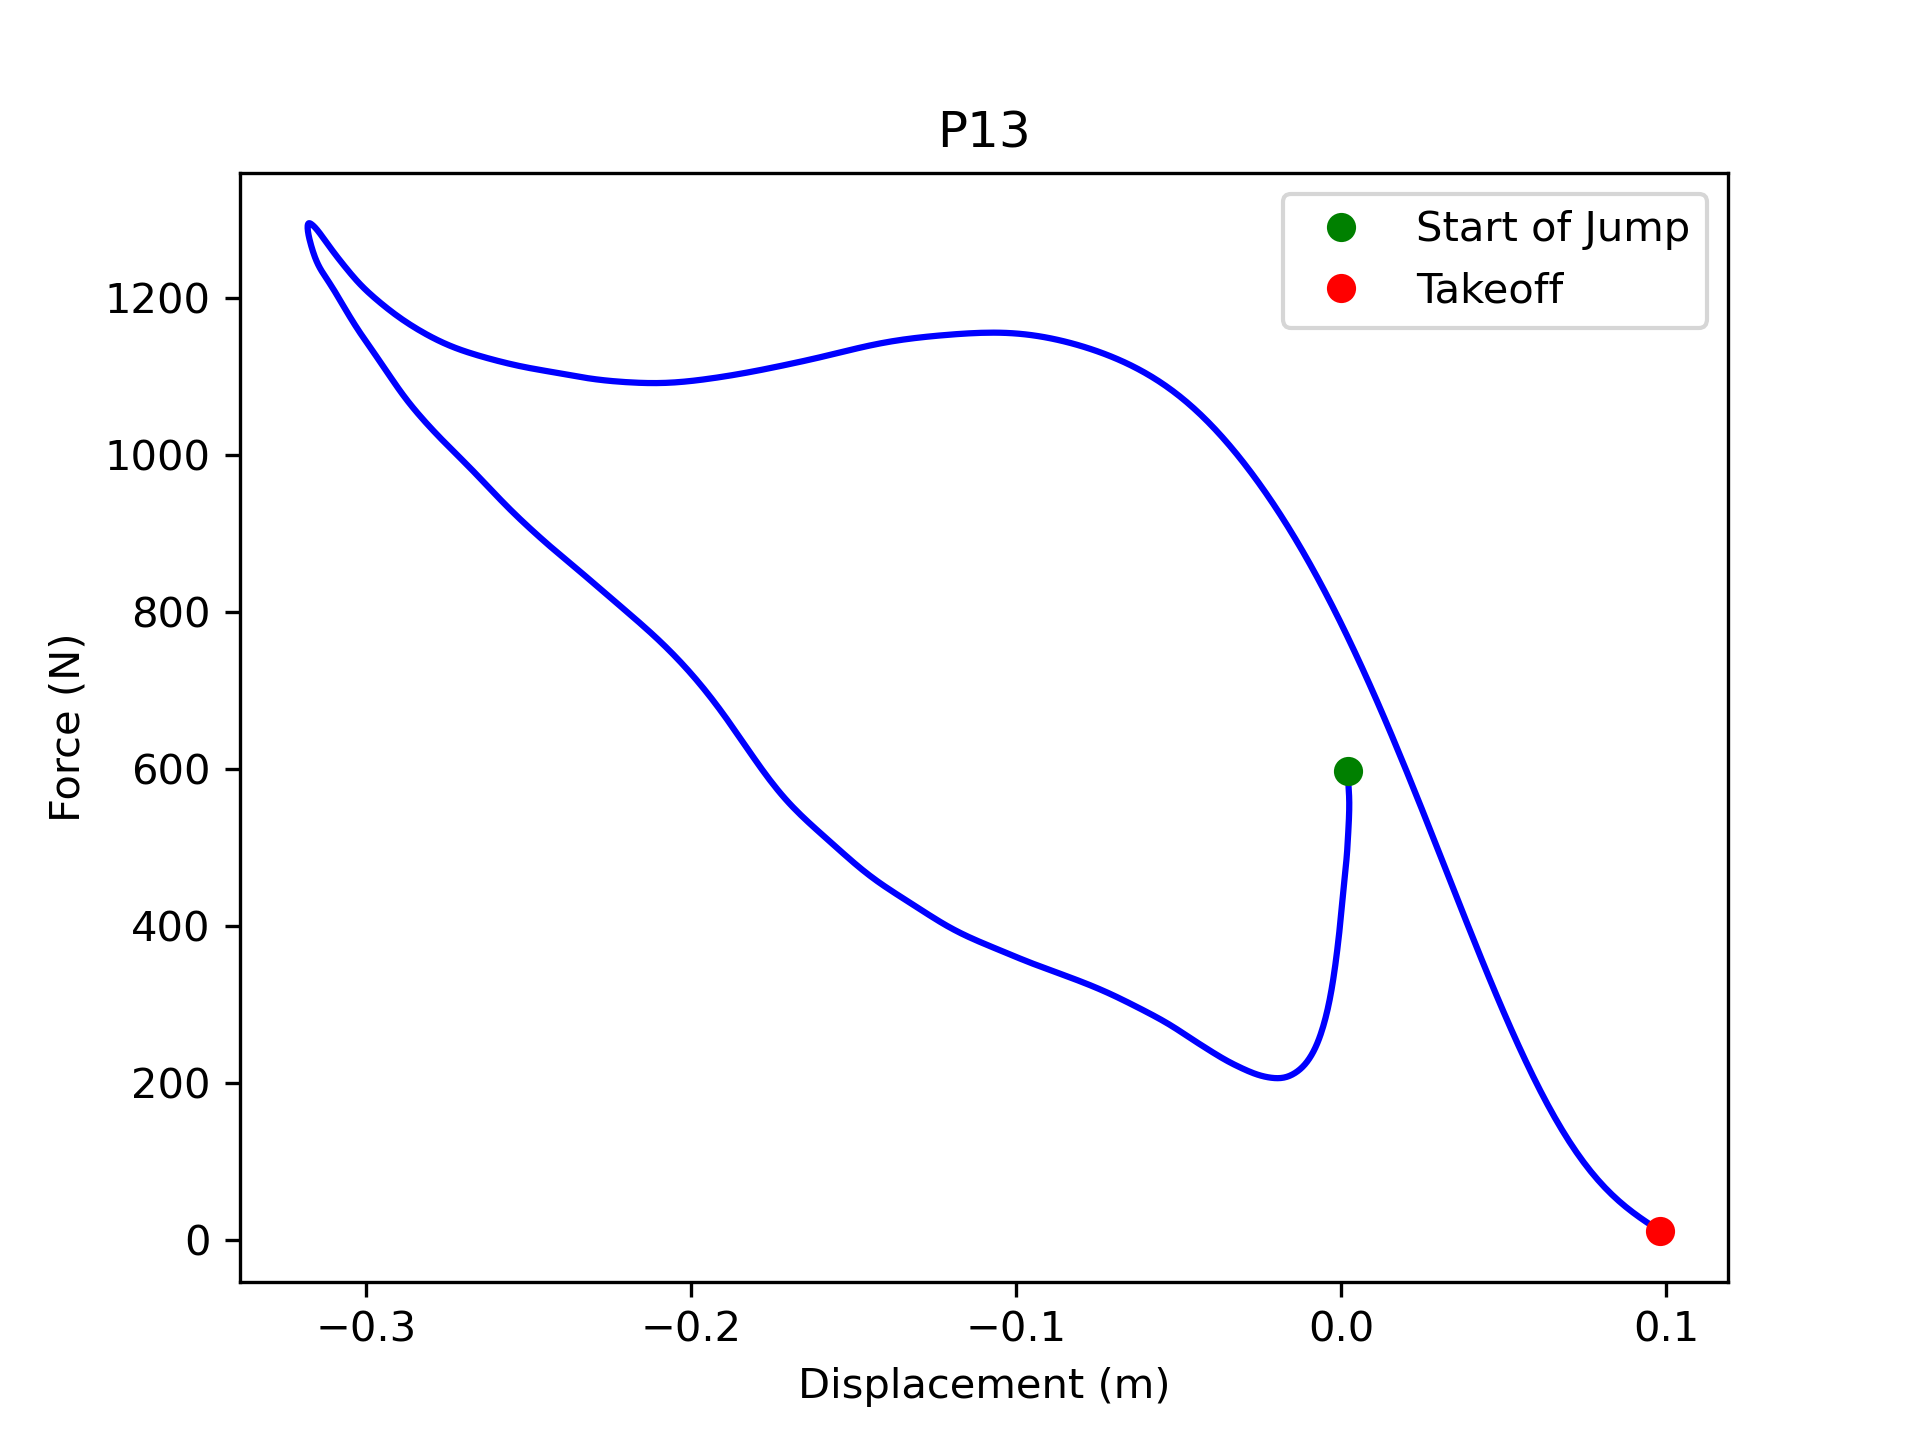 P13
Start of Jump
Takeoff
Force (N)
1200
1000
800
600
400
200
0
−0.3 −0.2 −0.1 0.0 0.1
Displacement (m)